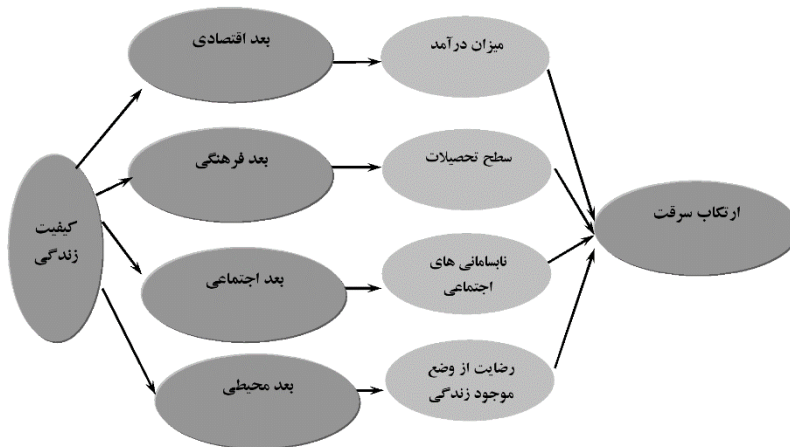 بعد اقتصادی
میزان درآمد
بعد فرهنگی
سطح تحصیلات
کیفیت
زندگی
ارتکاب سرقت
بعد اجتماعی
نابسامانی های
اجتماعی
بعد محیطی
رضایت از وضع
موجود زندگی